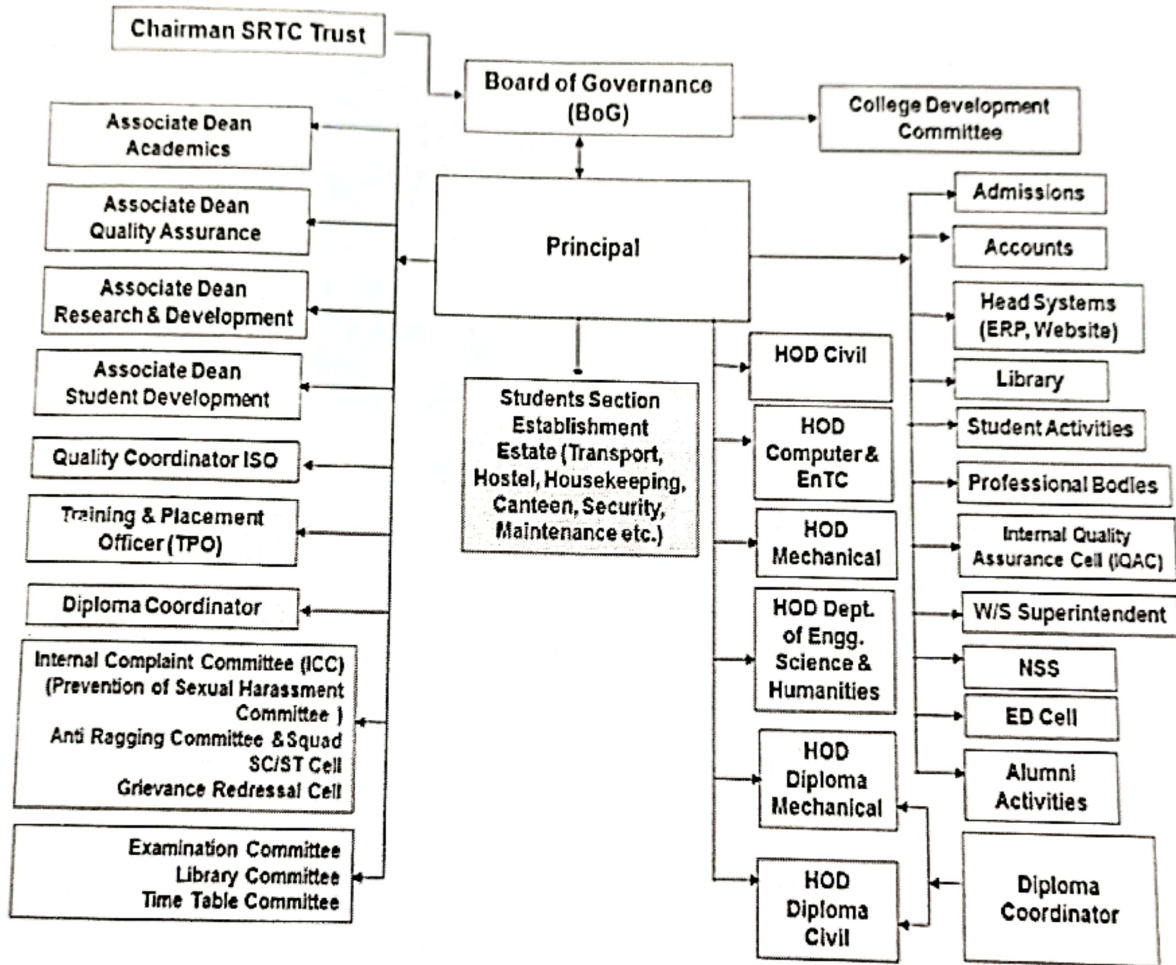 Chairman SRTC Trust
Board of Governance
(BoG)
College Development
Committee
Associate Dean
Academics
Associate Dean
Quality Assurance
Associate Dean
Research & Development
Associate Dean
Student Development
Quality Coordinator ISO
Training & Placement
Officer (TPO)
Diploma Coordinator
Internal Complaint Committee (ICC)
(Prevention of Sexual Harassment
Committee )
Anti Ragging Committee & Squad
SC/ST Cell
Grievance Redressal Cell
Examination Committee
Library Committee
Time Table Committee
Principal
Students Section
Establishment
Estate (Transport,
Hostel, Housekeeping,
Canteen, Security,
Maintenance etc.)
HOD Civil
HOD
Computer &
EnTC
HOD
Mechanical
HOD Dept.
of Engg.
Science &
Humanities
HOD
Diploma
Mechanical
HOD
Diploma
Civil
Admissions
Accounts
Head Systems
(ERP, Website)
Library
Student Activities
Professional Bodies
Internal Quality
Assurance Cell (IQAC)
W/S Superintendent
NSS
ED Cell
Alumni
Activities
Diploma
Coordinator